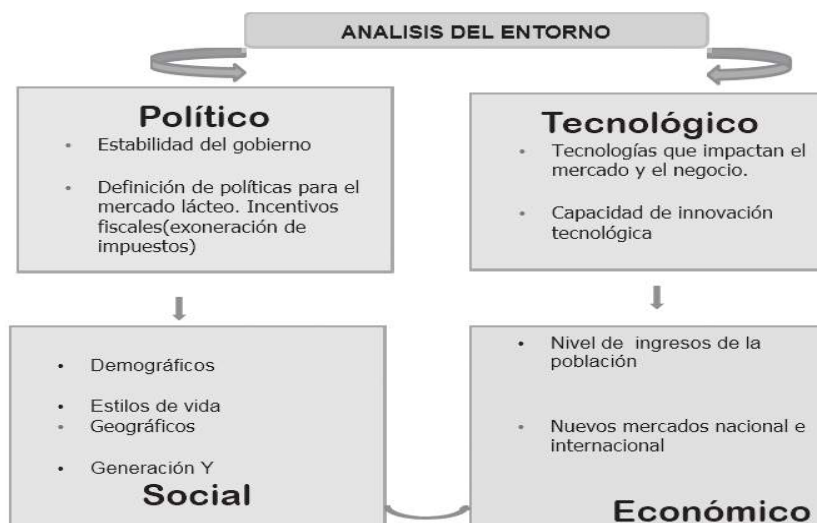 ANALISIS DEL ENTORNO
Político
• Estabilidad del gobierno
• Definición de políticas para el
mercado lácteo. Incentivos
fiscales(exoneración de
impuestos)
Tecnológico
• Tecnologías que impactan el
mercado y el negocio.
• Capacidad de innovación
tecnológica
• Demográficos
• Estilos de vida
• Geográficos
• Generación Y
Social
• Nivel de ingresos de la
población
• Nuevos mercados nacional e
internacional
Económico